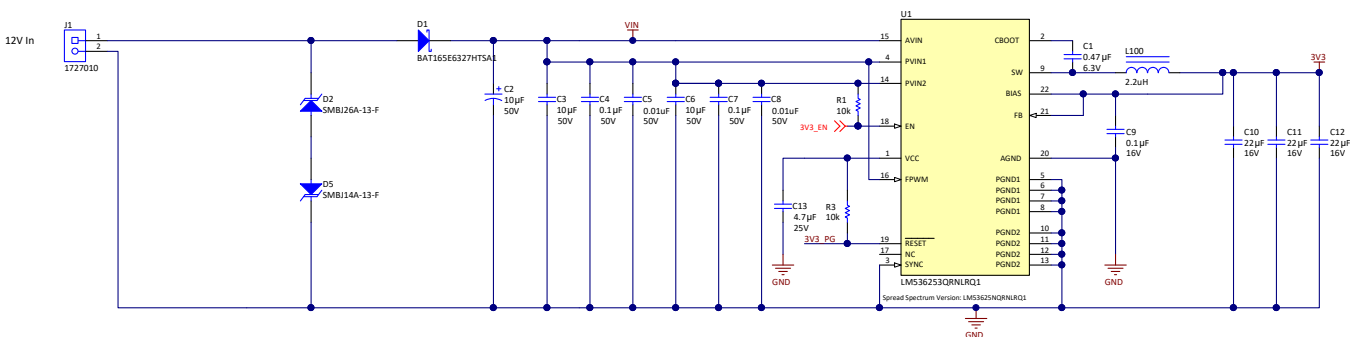 12V In
J1
1
2
1727010
D1
BAT165E6327HTSA1
D2
SMBJ26A-13-F
D5
SMBJ14A-13-F
VIN
C2
10µF
50V
C3
10µF
50V
C4
0.1µF
50V
C5
0.01uF
50V
C6
10µF
50V
C7
0.1µF
50V
C8
0.01uF
50V
R1
10k
3V3_EN
C13
4.7µF
25V
R3
10k
3V3_PG
GND
U1
15 AVIN
4 PVIN1
14 PVIN2
18 EN
1 VCC
16 FPWM
19 RESET
17 NC
3 SYNC
CBOOT 2
SW 9
BIAS 22
FB 21
AGND 20
PGND1 5
PGND1 6
PGND1 7
PGND1 8
PGND2 10
PGND2 11
PGND2 12
PGND2 13
LM536253QRNLRQ1
Spread Spectrum Version: LM53625NQRNLRQ1
GND
C1
0.47µF
6.3V
L100
2.2uH
C9
0.1µF
16V
GND
3V3
C10
22µF
16V
C11
22µF
16V
C12
22µF
16V